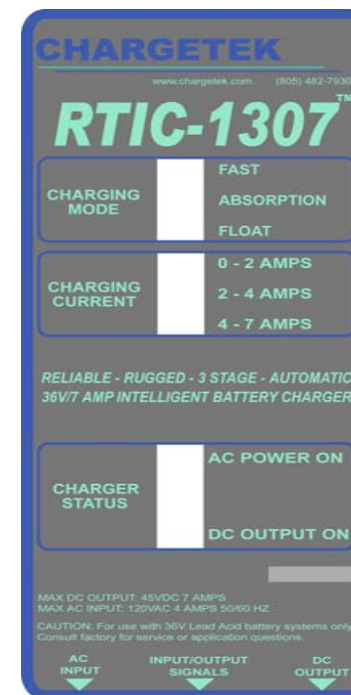 CHARGETEK
www.chargetek.com (805) 482-7930
RTIC-1307™
CHARGING MODE
FAST
ABSORPTION
FLOAT
CHARGING CURRENT
0 - 2 AMPS
2 - 4 AMPS
4 - 7 AMPS
RELIABLE - RUGGED - 3 STAGE - AUTOMATIC
36V/7 AMP INTELLIGENT BATTERY CHARGER
CHARGER STATUS
AC POWER ON
DC OUTPUT ON
MAX DC OUTPUT: 45VDC 7 AMPS
MAX AC INPUT: 120VAC 4 AMPS 50/60 HZ
CAUTION: For use with 36V Lead Acid battery systems only.
Consult factory for service or application questions.
AC INPUT
INPUT/OUTPUT SIGNALS
DC OUTPUT